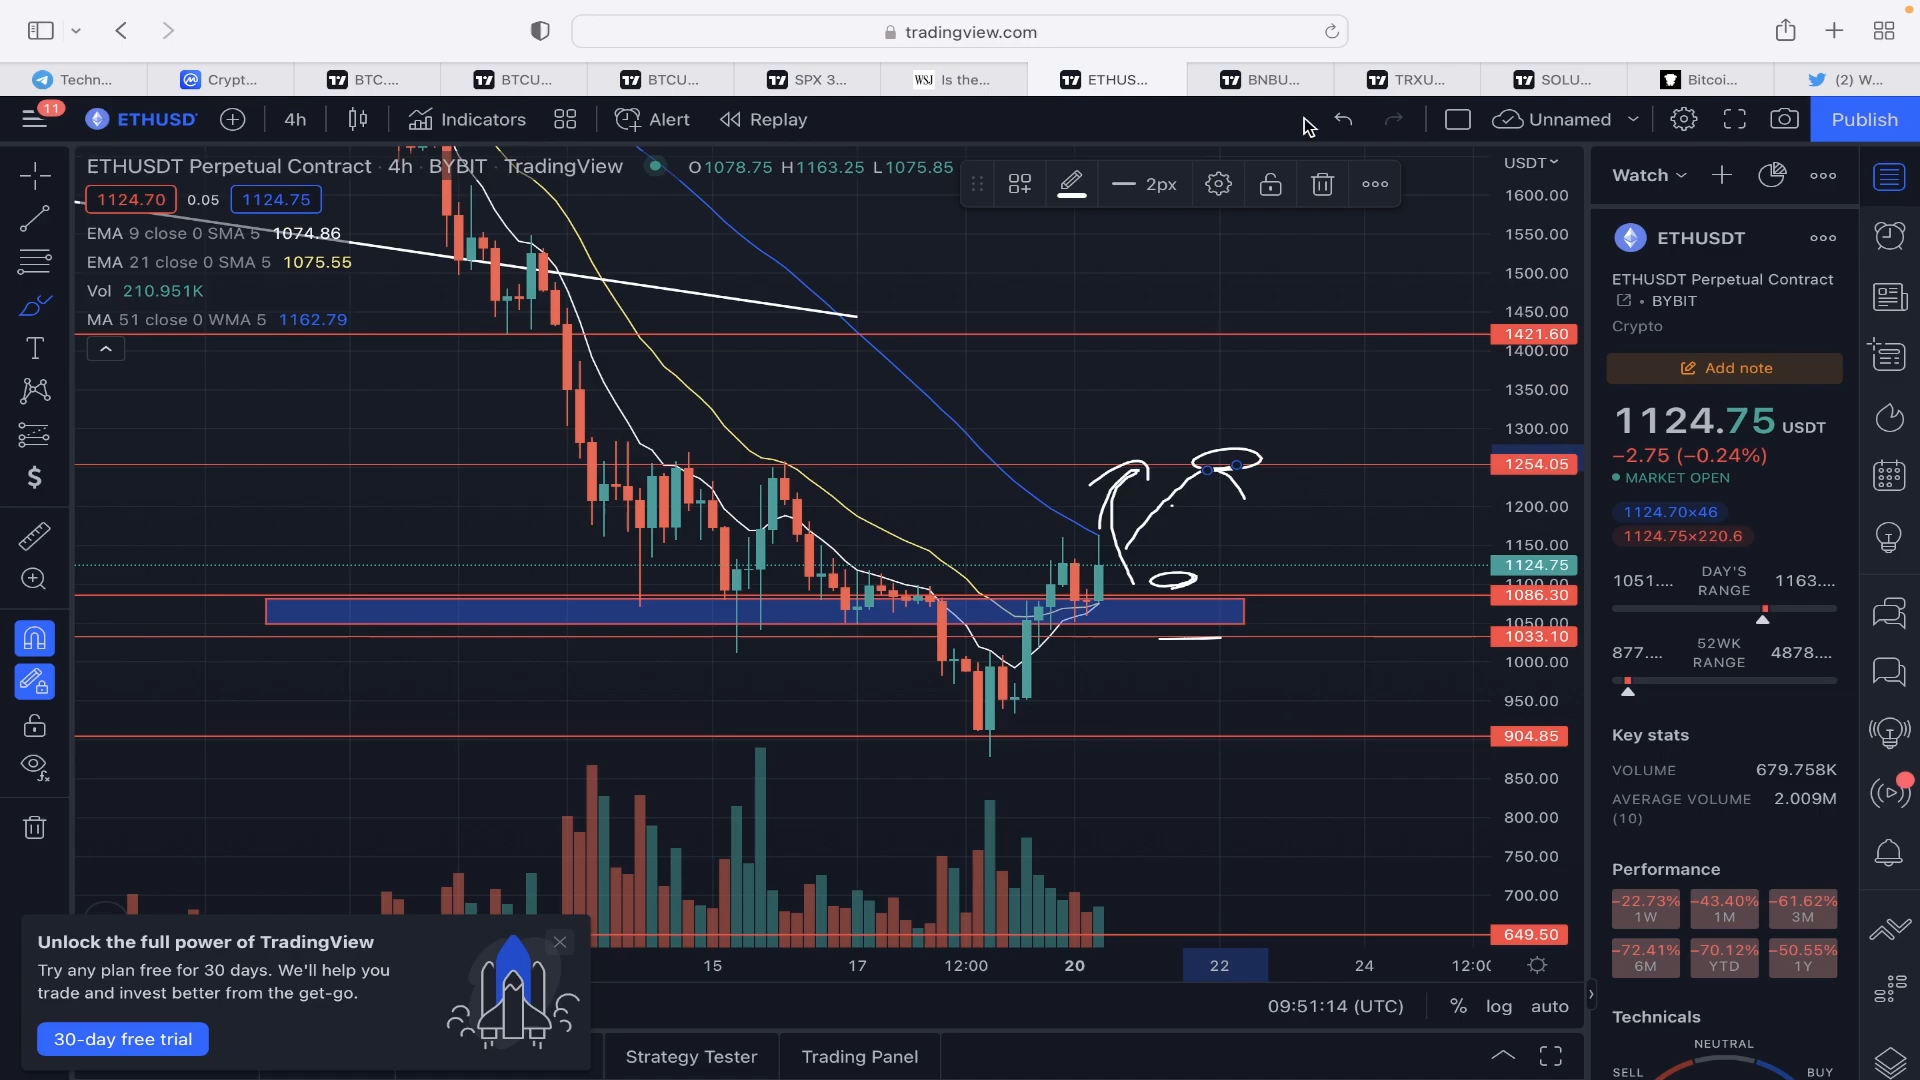 tradingview.com
Techn...
Crypt...
BTC....
BTCU...
BTCU...
SPX 3...
WSJ Is the...
ETHUS...
BNBU...
TRXU...
SOLU...
Bitcoi...
(2) W...
11
ETHUSD
4h
Indicators
Alert
Replay
Unnamed
Publish
ETHUSDT Perpetual Contract · 4h · BYBIT · TradingView
O1078.75 H1163.25 L1075.85
2px
1124.70 0.05 1124.75
EMA 9 close 0 SMA 5 1074.86
EMA 21 close 0 SMA 5 1075.55
Vol 210.951K
MA 51 close 0 WMA 5 1162.79
USDT
1600.00
1550.00
1500.00
1450.00
1421.60
1400.00
1350.00
1300.00
1254.05
1200.00
1150.00
1124.75
1100.00
1086.30
1050.00
1033.10
1000.00
950.00
904.85
850.00
800.00
750.00
700.00
649.50
15 17 12:00 20 22 24 12:00
09:51:14 (UTC)
% log auto
Strategy Tester
Trading Panel
Unlock the full power of TradingView
Try any plan free for 30 days. We'll help you
trade and invest better from the get-go.
30-day free trial
Watch
ETHUSDT
ETHUSDT Perpetual Contract
• BYBIT
Crypto
Add note
1124.75 USDT
−2.75 (−0.24%)
MARKET OPEN
1124.70×46
1124.75×220.6
1051.... DAY'S RANGE 1163....
877.... 52WK RANGE 4878....
Key stats
VOLUME 679.758K
AVERAGE VOLUME (10) 2.009M
Performance
−22.73% 1W
−43.40% 1M
−61.62% 3M
−72.41% 6M
−70.12% YTD
−50.55% 1Y
Technicals
NEUTRAL
SELL
BUY